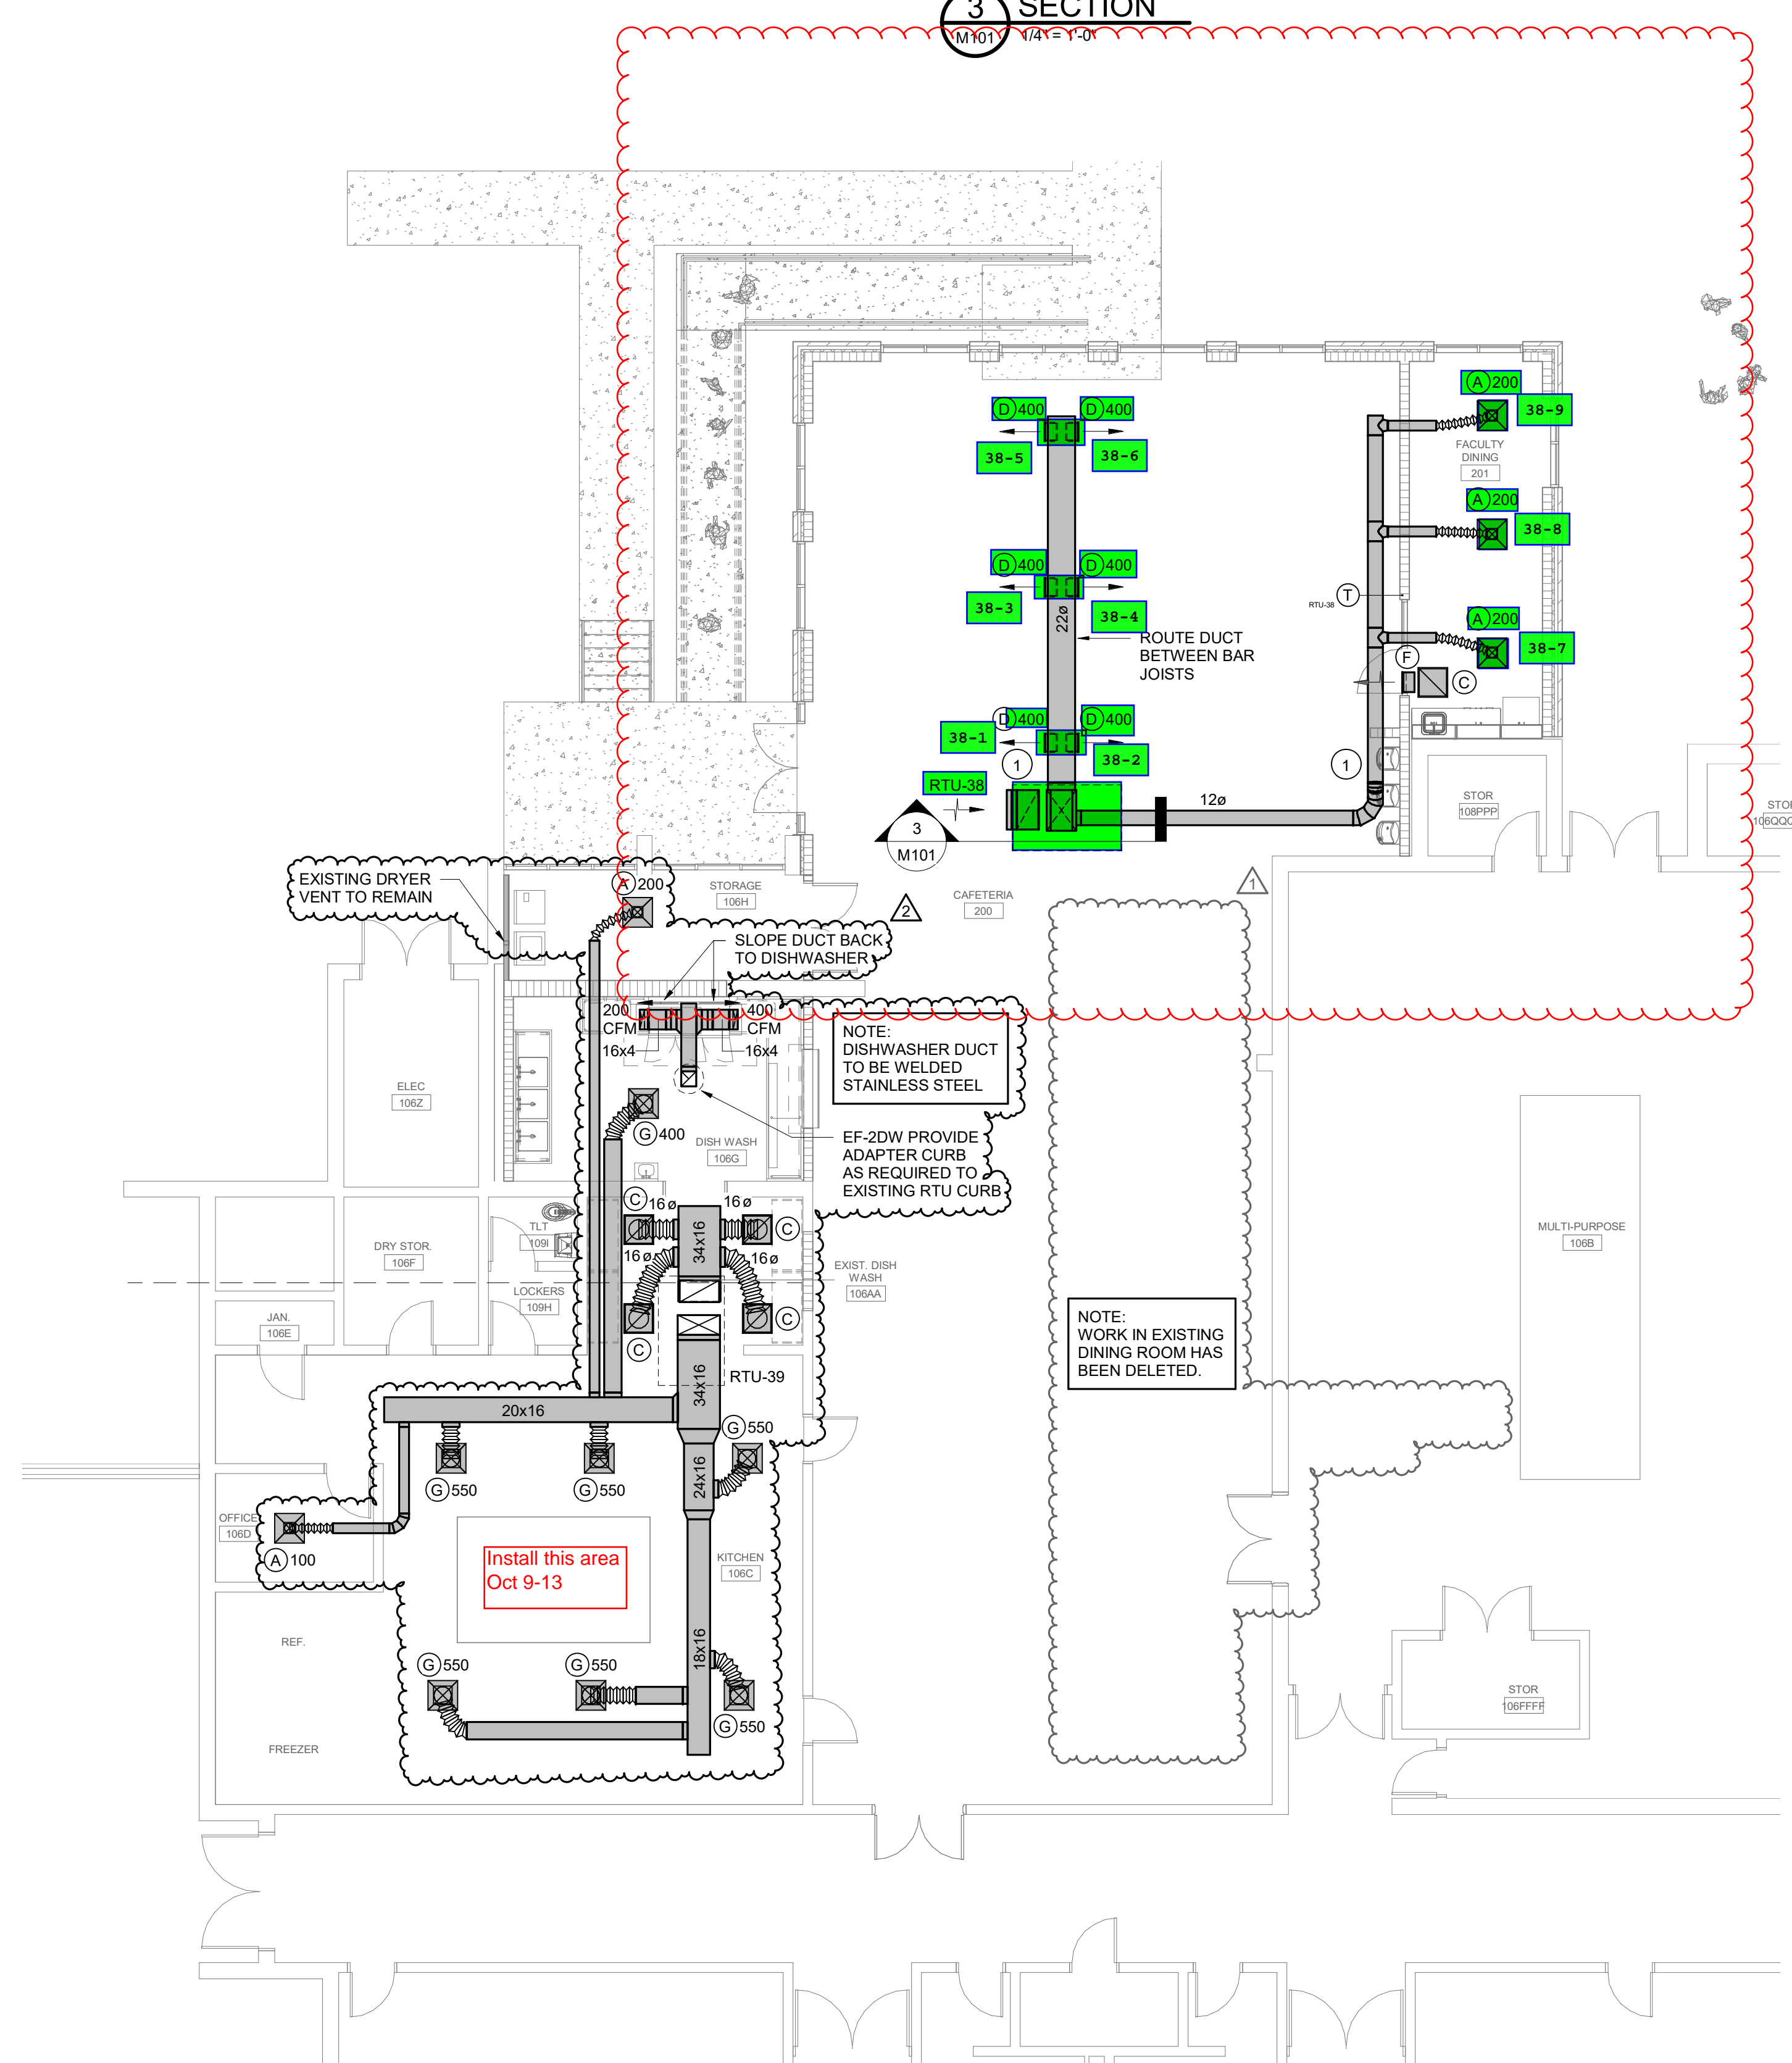 3 SECTION
M101 1/4" = 1'-0"
A 200
D 400 D 400
38-9
38-5 38-6
FACULTY
DINING
201
A 200
38-8
D 400 D 400
38-3 38-4
22ø
RTU-38 T
A 200
38-7
ROUTE DUCT
BETWEEN BAR
JOISTS
F
C
D 400 D 400
38-1
38-2
1
1
RTU-38
12ø
3
M101
STOR
108PPP
EXISTING DRYER
VENT TO REMAIN
A 200
STORAGE
106H
2
CAFETERIA
200
1
SLOPE DUCT BACK
TO DISHWASHER
200
CFM
400
CFM
16x4
16x4
NOTE:
DISHWASHER DUCT
TO BE WELDED
STAINLESS STEEL
ELEC
106Z
G 400
DISH WASH
106G
EF-2DW PROVIDE
ADAPTER CURB
AS REQUIRED TO
EXISTING RTU CURB
C 16ø 16ø
C
TLT
109I
34x16
DRY STOR.
106F
16ø 16ø
EXIST. DISH
WASH
106AA
MULTI-PURPOSE
106B
LOCKERS
109H
JAN.
106E
C
C
NOTE:
WORK IN EXISTING
DINING ROOM HAS
BEEN DELETED.
34x16
RTU-39
20x16
G 550
24x16
G 550
G 550
OFFICE
106D
A 100
Install this area
Oct 9-13
KITCHEN
106C
REF.
18x16
G 550
G 550
G 550
FREEZER
STOR
106FFFF